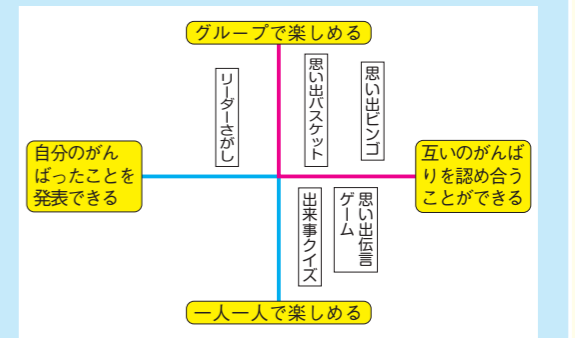 グループで楽しめる
思い出ビンゴ
思い出バスケット
リーダーさがし
自分のがん
ばったことを
発表できる
互いのがんば
りを認め合う
ことができる
思い出伝言
ゲーム
出来事クイズ
一人一人で楽しめる